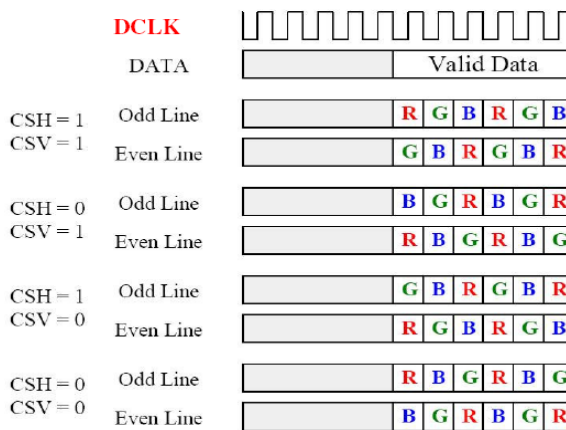 DCLK
DATA Valid Data
CSH = 1
CSV = 1
Odd Line R G B R G B
Even Line G B R G B R
CSH = 0
CSV = 1
Odd Line B G R B G R
Even Line R B G R B G
CSH = 1
CSV = 0
Odd Line G B R G B R
Even Line R G B R G B
CSH = 0
CSV = 0
Odd Line R B G R B G
Even Line B G R B G R